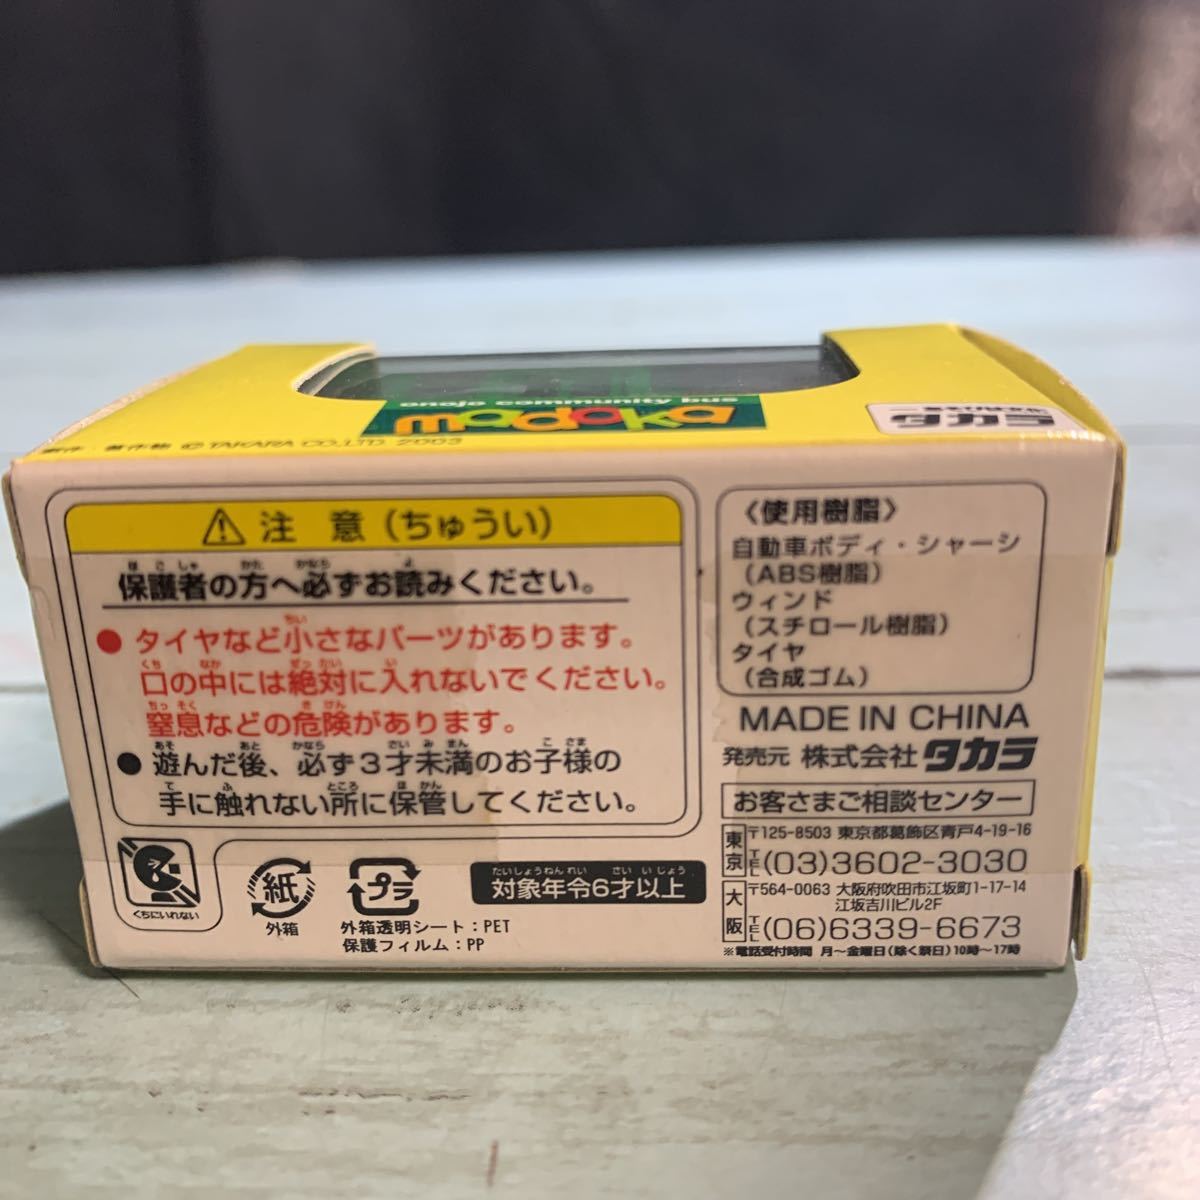 onojo community bus
madoka
製作・著作物 © TAKARA CO.,LTD. 2003
タカラ
注 意（ちゅうい）
保護者の方へ必ずお読みください。
● タイヤなど小さなパーツがあります。
口の中には絶対に入れないでください。
窒息などの危険があります。
● 遊んだ後、必ず３才未満のお子様の
手に触れない所に保管してください。
くちにいれない
紙
外箱
プラ
外箱透明シート：PET
保護フィルム：PP
対象年令6才以上
〈使用樹脂〉
自動車ボディ・シャーシ
（ABS樹脂）
ウィンド
（スチロール樹脂）
タイヤ
（合成ゴム）
MADE IN CHINA
発売元 株式会社タカラ
お客さまご相談センター
東京 〒125-8503 東京都葛飾区青戸4-19-16
TEL (03)3602-3030
大阪 〒564-0063 大阪府吹田市江坂町1-17-14
江坂吉川ビル2F
TEL (06)6339-6673
※電話受付時間 月～金曜日（除く祭日）10時～17時